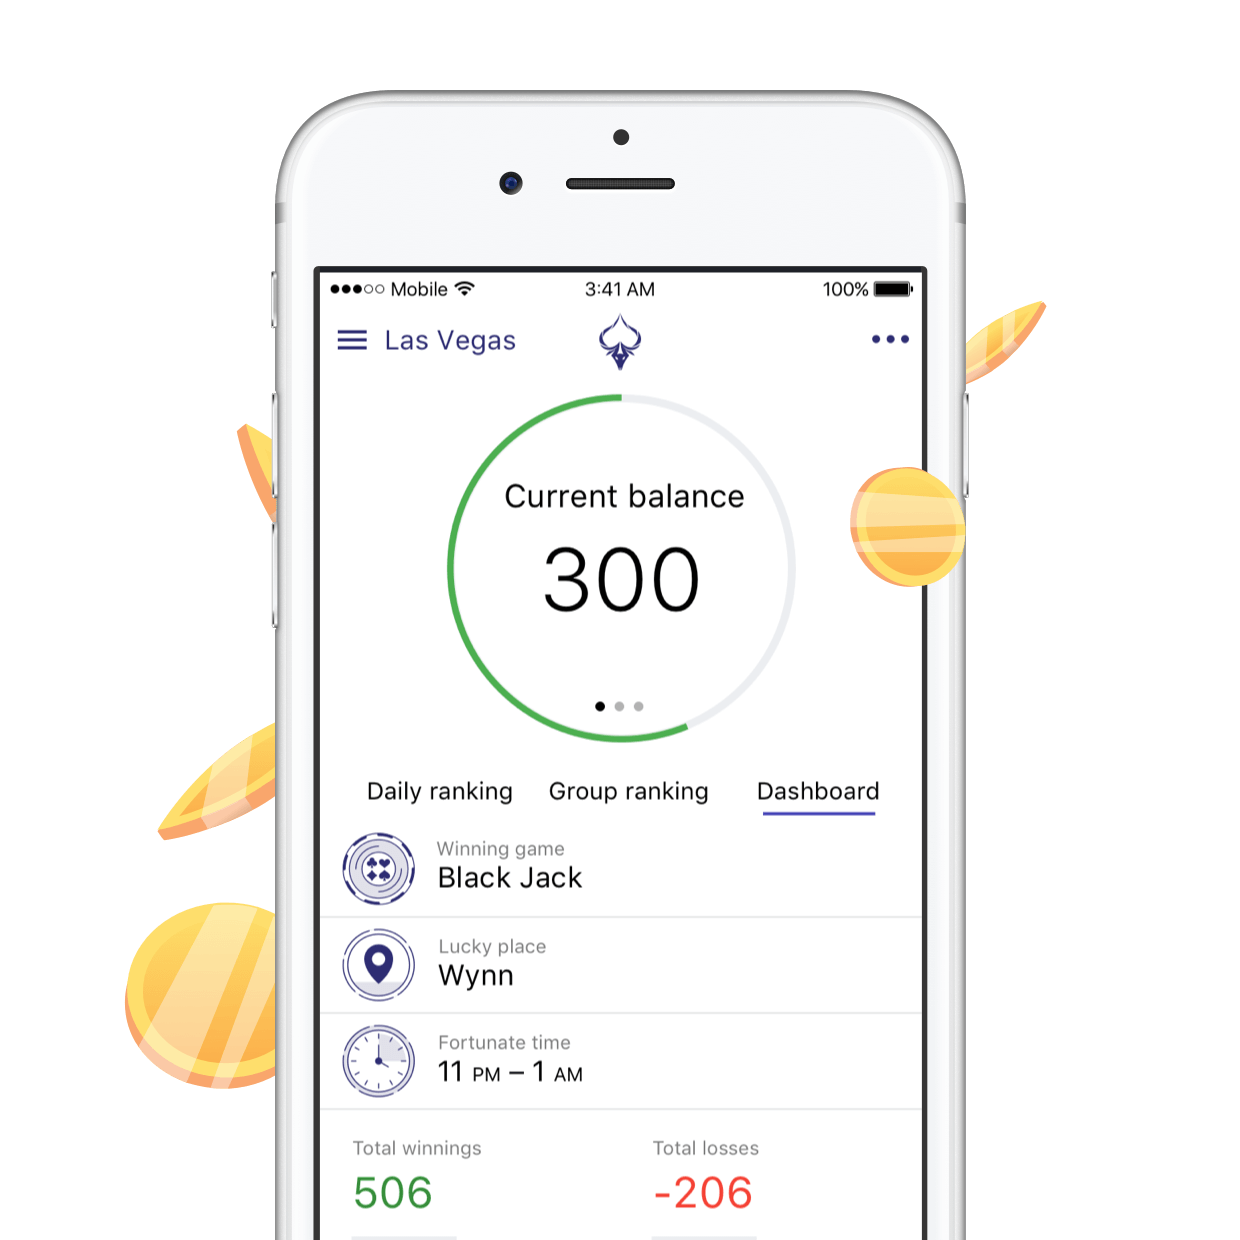 Mobile
3:41 AM
100%
Las Vegas
Current balance
300
Daily ranking
Group ranking
Dashboard
Winning game
Black Jack
Lucky place
Wynn
Fortunate time
11 PM – 1 AM
Total winnings
Total losses
506
-206